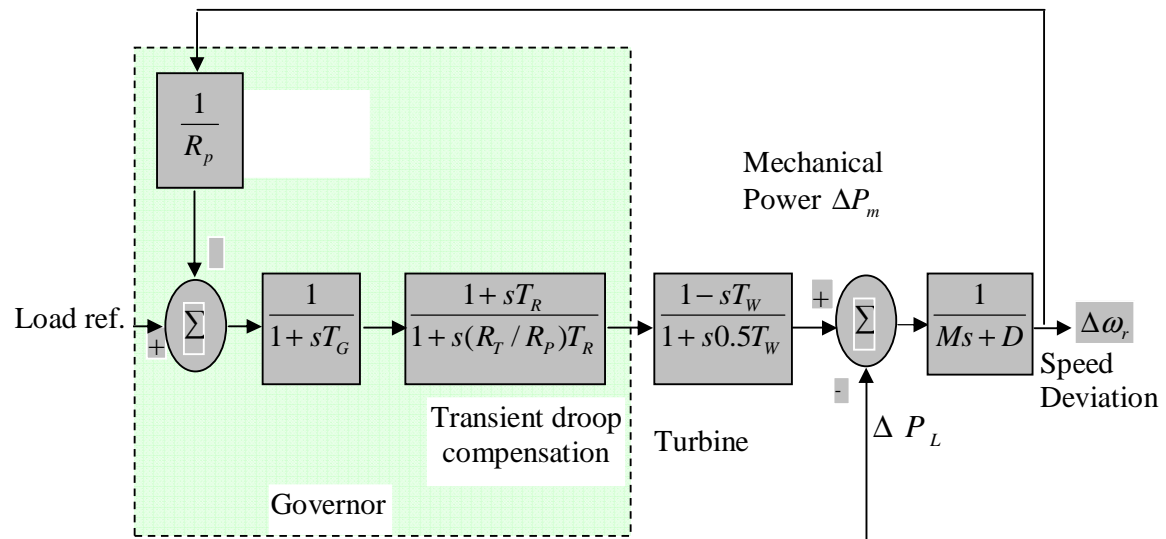 1
R_p
Mechanical
Power ΔP_m
Load ref.
+
Σ
1
1 + sT_G
1 + sT_R
1 + s(R_T / R_P)T_R
1 − sT_W
1 + s0.5T_W
+
Σ
-
1
Ms + D
Δω_r
Speed
Deviation
Transient droop
compensation
Turbine
Δ P_L
Governor